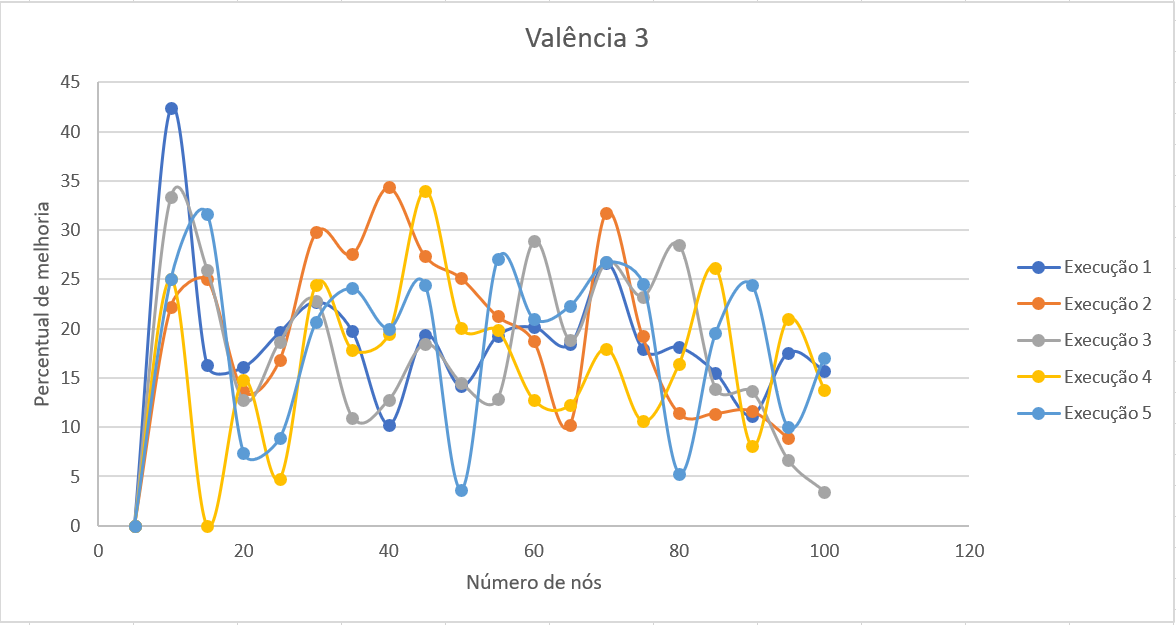 Valência 3
Percentual de melhoria
45
40
35
30
25
20
15
10
5
0
0 20 40 60 80 100 120
Número de nós
Execução 1
Execução 2
Execução 3
Execução 4
Execução 5